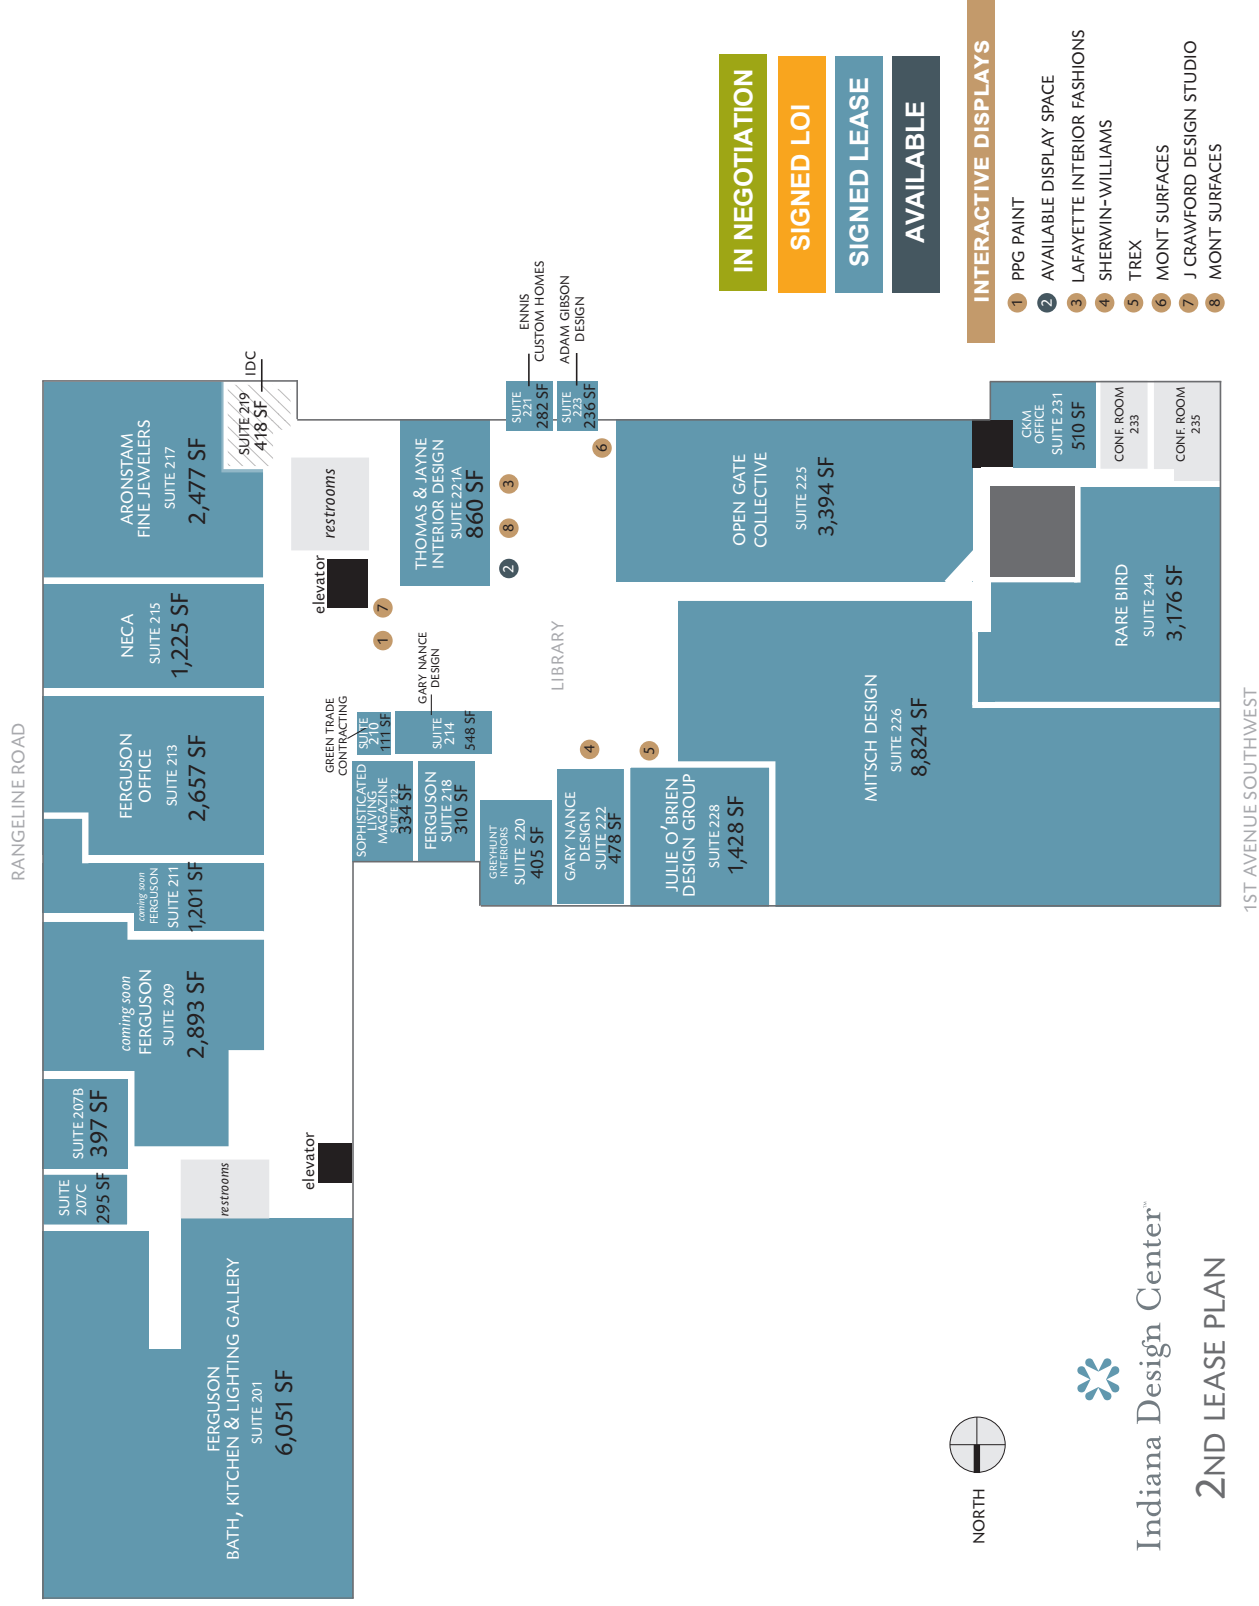 RANGELINE ROAD
FERGUSON
BATH, KITCHEN & LIGHTING GALLERY
SUITE 201
6,051 SF
SUITE
207C
295 SF
SUITE 207B
397 SF
restrooms
elevator
coming soon
FERGUSON
SUITE 209
2,893 SF
coming soon
FERGUSON
SUITE 211
1,201 SF
FERGUSON
OFFICE
SUITE 213
2,657 SF
NECA
SUITE 215
1,225 SF
ARONSTAM
FINE JEWELERS
SUITE 217
2,477 SF
SUITE 219
418 SF
IDC
restrooms
elevator
7
1
GREEN TRADE
CONTRACTING
SUITE
210
111 SF
GARY NANCE
DESIGN
SUITE
214
548 SF
SOPHISTICATED
LIVING
MAGAZINE
SUITE 212
334 SF
FERGUSON
SUITE 218
310 SF
GREYHUNT
INTERIORS
SUITE 220
405 SF
GARY NANCE
DESIGN
SUITE 222
478 SF
4
5
JULIE O'BRIEN
DESIGN GROUP
SUITE 228
1,428 SF
LIBRARY
THOMAS & JAYNE
INTERIOR DESIGN
SUITE 221A
860 SF
3
8
2
ENNIS
CUSTOM HOMES
SUITE
221
282 SF
ADAM GIBSON
DESIGN
SUITE
223
236 SF
6
OPEN GATE
COLLECTIVE
SUITE 225
3,394 SF
MITSCH DESIGN
SUITE 226
8,824 SF
RARE BIRD
SUITE 244
3,176 SF
CKM
OFFICE
SUITE 231
510 SF
CONF. ROOM
233
CONF. ROOM
235
1ST AVENUE SOUTHWEST
IN NEGOTIATION
SIGNED LOI
SIGNED LEASE
AVAILABLE
INTERACTIVE DISPLAYS
1 PPG PAINT
2 AVAILABLE DISPLAY SPACE
3 LAFAYETTE INTERIOR FASHIONS
4 SHERWIN-WILLIAMS
5 TREX
6 MONT SURFACES
7 J CRAWFORD DESIGN STUDIO
8 MONT SURFACES
NORTH
Indiana Design Center™
2ND LEASE PLAN